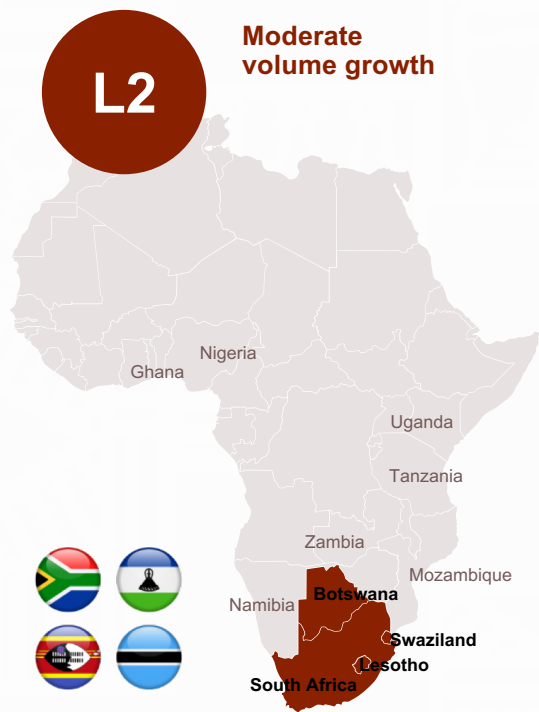 L2
Moderate
volume growth
Nigeria
Ghana
Uganda
Tanzania
Zambia
Mozambique
Botswana
Namibia
Swaziland
Lesotho
South Africa